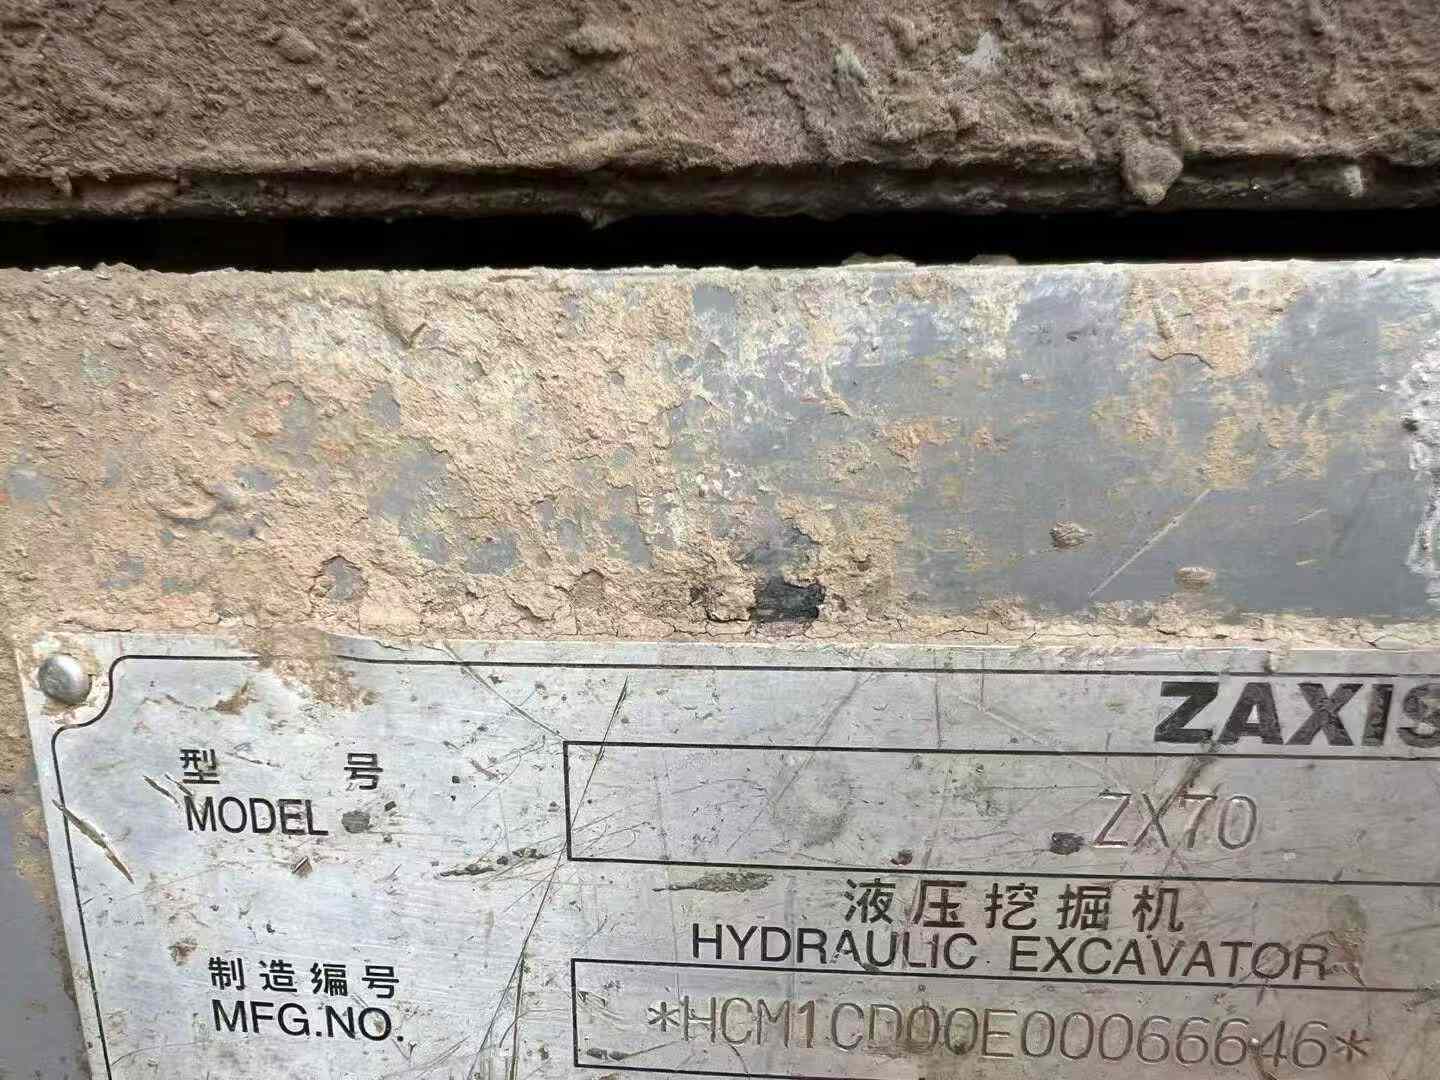 ZAXIS
型 号
MODEL
ZX70
液压挖掘机
HYDRAULIC EXCAVATOR
制造编号
MFG.NO.
*HCM1CD00E00066646*